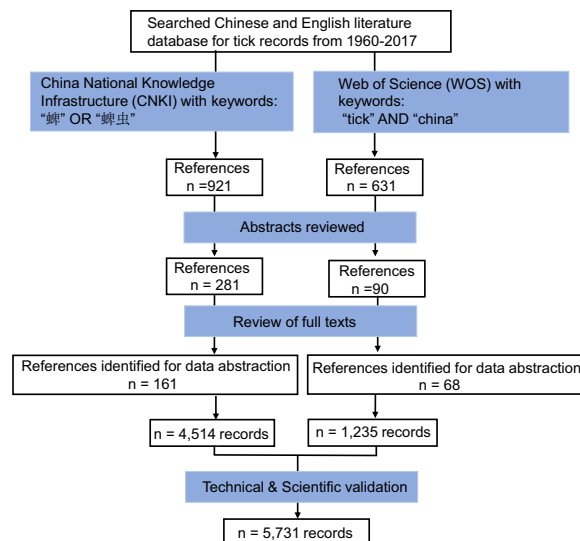 Searched Chinese and English literature
database for tick records from 1960-2017
China National Knowledge
Infrastructure (CNKI) with keywords:
“蜱” OR “蜱虫”
Web of Science (WOS) with
keywords:
“tick” AND “china”
References
n =921
References
n = 631
Abstracts reviewed
References
n = 281
References
n =90
Review of full texts
References identified for data abstraction
n = 161
References identified for data abstraction
n = 68
n = 4,514 records
n = 1,235 records
Technical & Scientific validation
n = 5,731 records